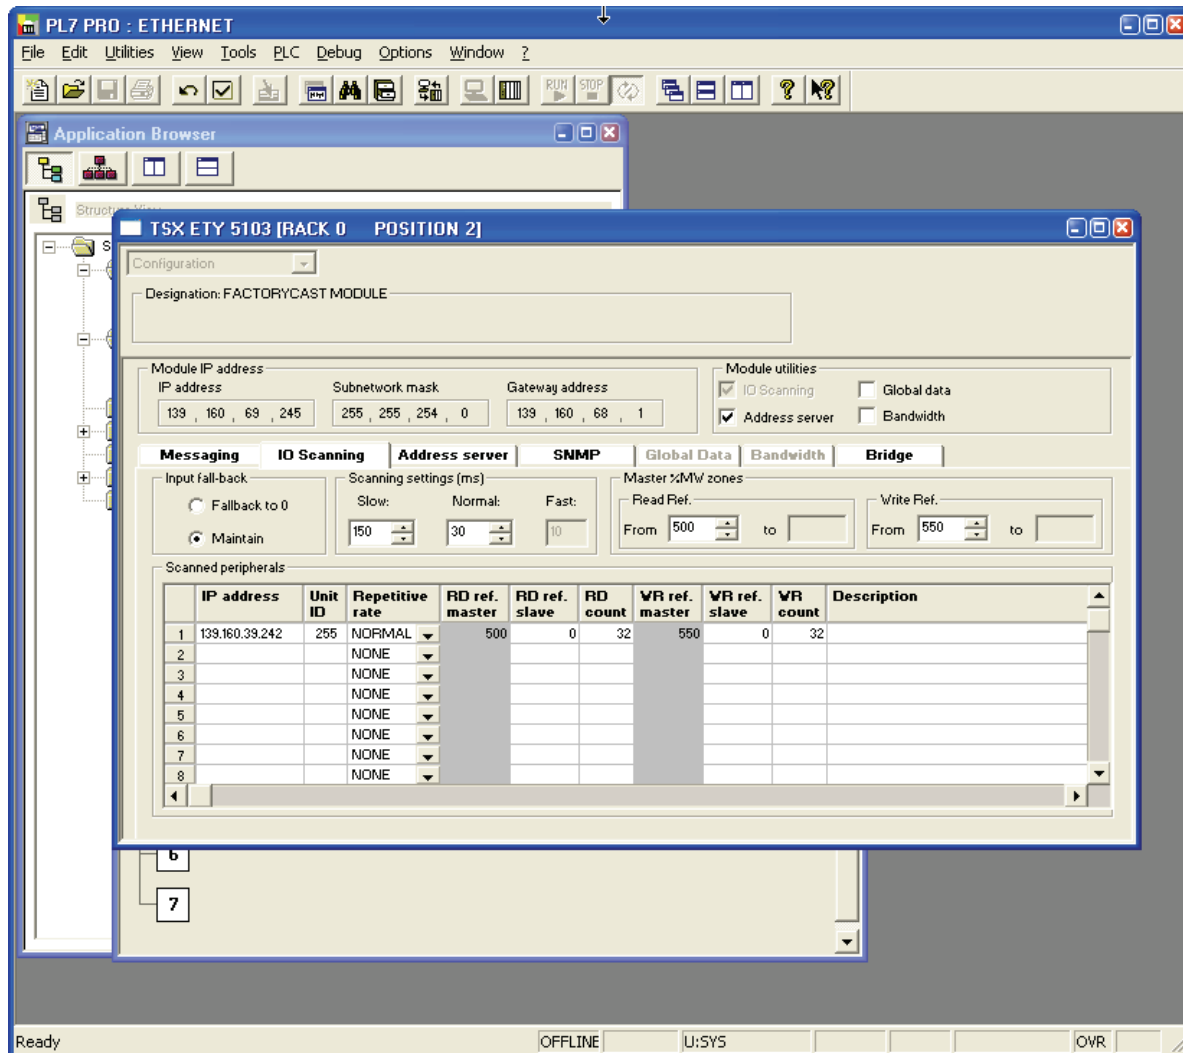 PL7 PRO : ETHERNET
File Edit Utilities View Tools PLC Debug Options Window ?
RUN STOP
Application Browser
TSX ETY 5103 [RACK 0 POSITION 2]
S
Configuration
Designation: FACTORYCAST MODULE
Module IP address Module utilities
IP address Subnetwork mask Gateway address IO Scanning Global data
139 , 160 , 69 , 245 255 , 255 , 254 , 0 139 , 160 , 68 , 1 Address server Bandwidth
Messaging IO Scanning Address server SNMP Global Data Bandwidth Bridge
Input fall-back Scanning settings (ms) Master %MW zones
Fallback to 0 Slow: Normal: Fast: Read Ref. Write Ref.
Maintain 150 30 10 From 500 to From 550 to
Scanned peripherals
IP address Unit ID Repetitive rate RD ref. master RD ref. slave RD count WR ref. master WR ref. slave WR count Description
1 139.160.39.242 255 NORMAL 500 0 32 550 0 32
2 NONE
3 NONE
4 NONE
5 NONE
6 NONE
7 NONE
8 NONE
6
7
Ready OFFLINE U:SYS OVR